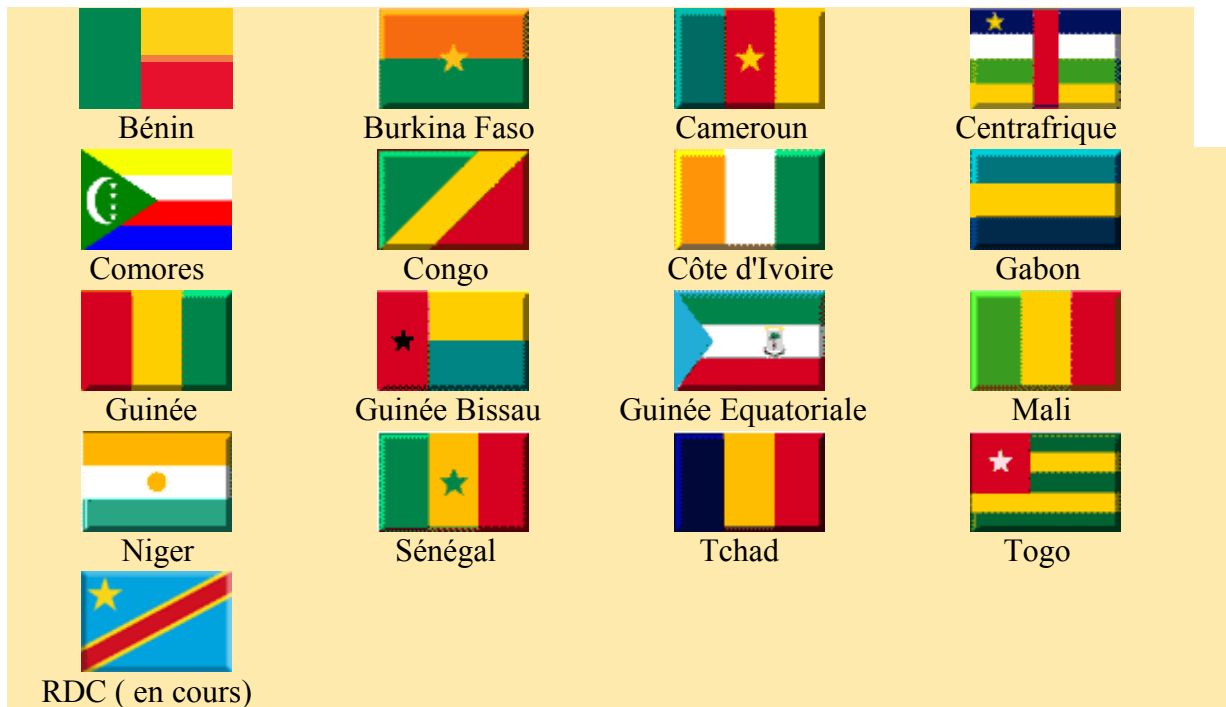 Bénin Burkina Faso Cameroun Centrafrique
Comores Congo Côte d'Ivoire Gabon
Guinée Guinée Bissau Guinée Equatoriale Mali
Niger Sénégal Tchad Togo
RDC ( en cours)